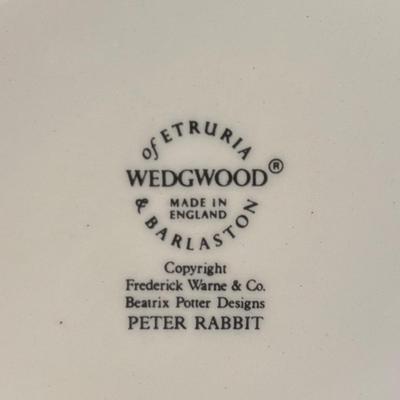 of ETRURIA
WEDGWOOD®
MADE IN
ENGLAND
& BARLASTON
Copyright
Frederick Warne & Co.
Beatrix Potter Designs
PETER RABBIT